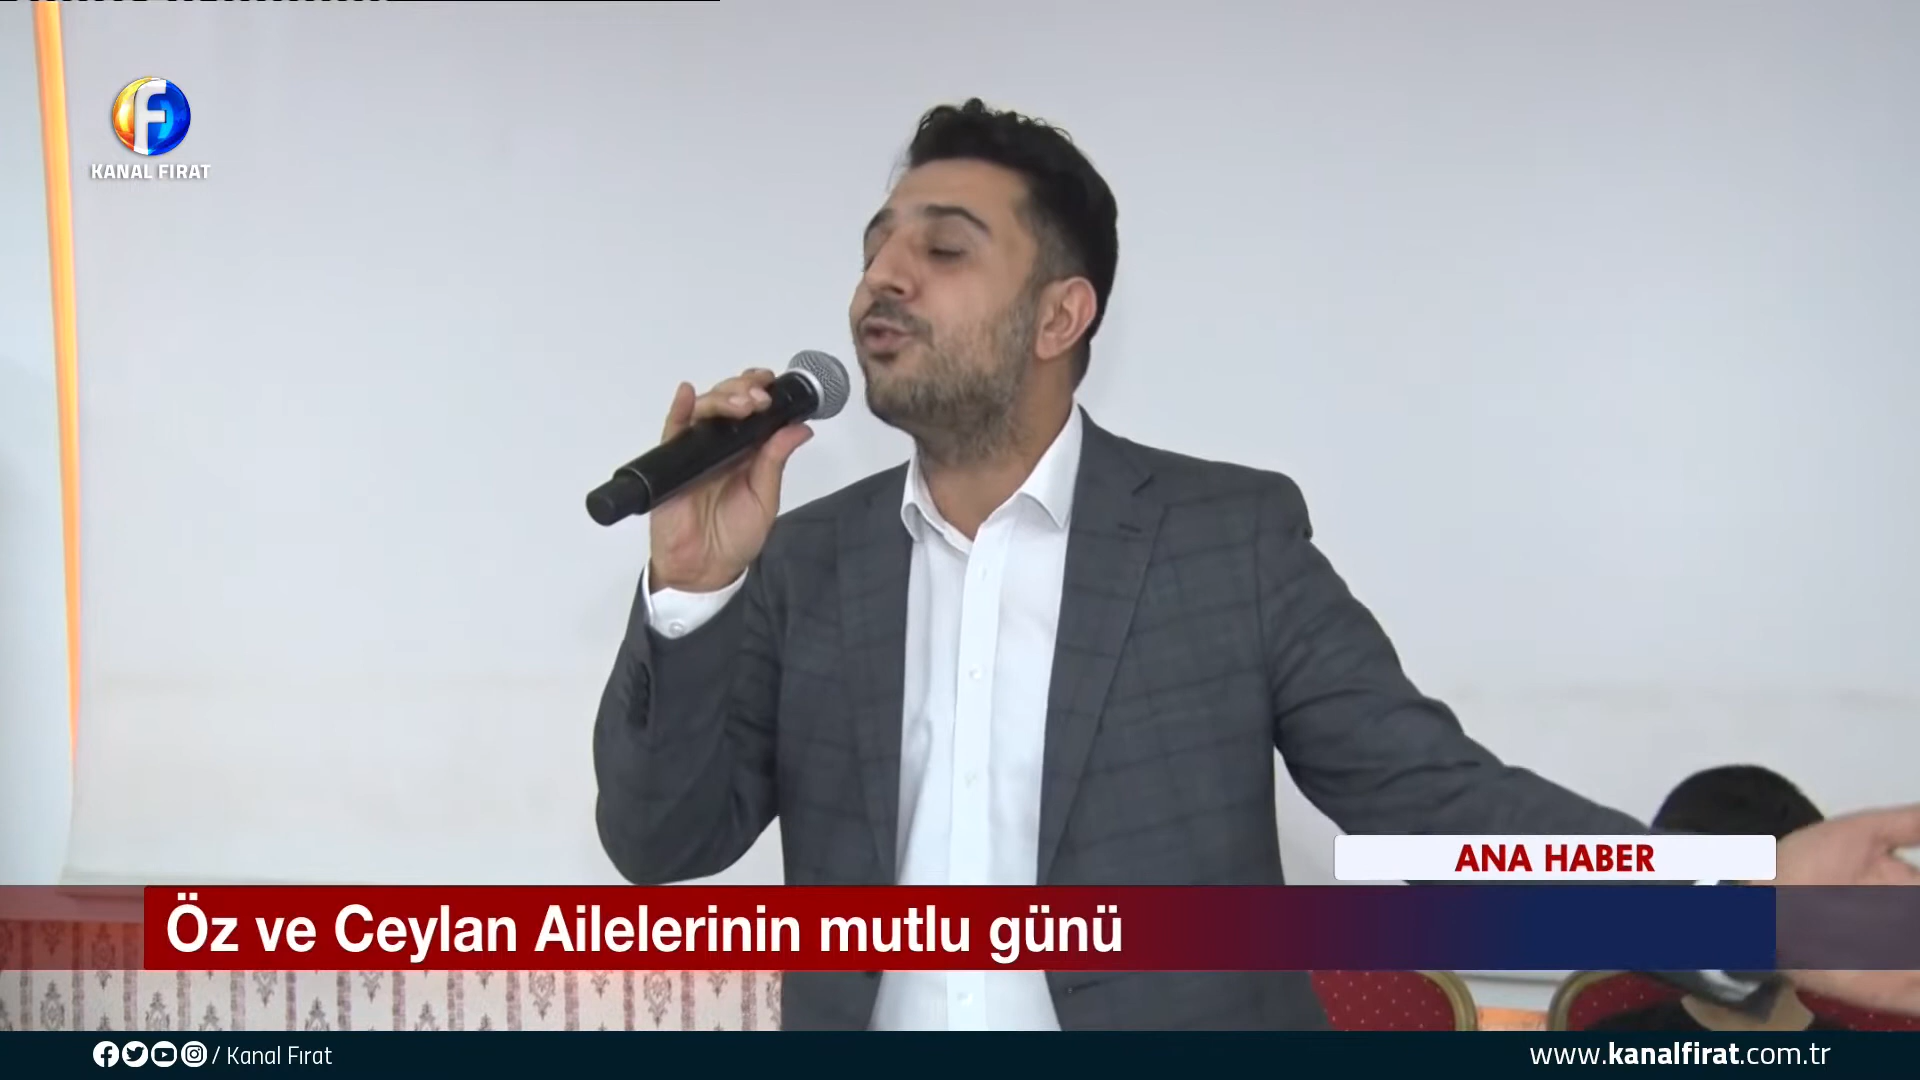 KANAL FIRAT
ANA HABER
Öz ve Ceylan Ailelerinin mutlu günü
/ Kanal Fırat
www.kanalfirat.com.tr